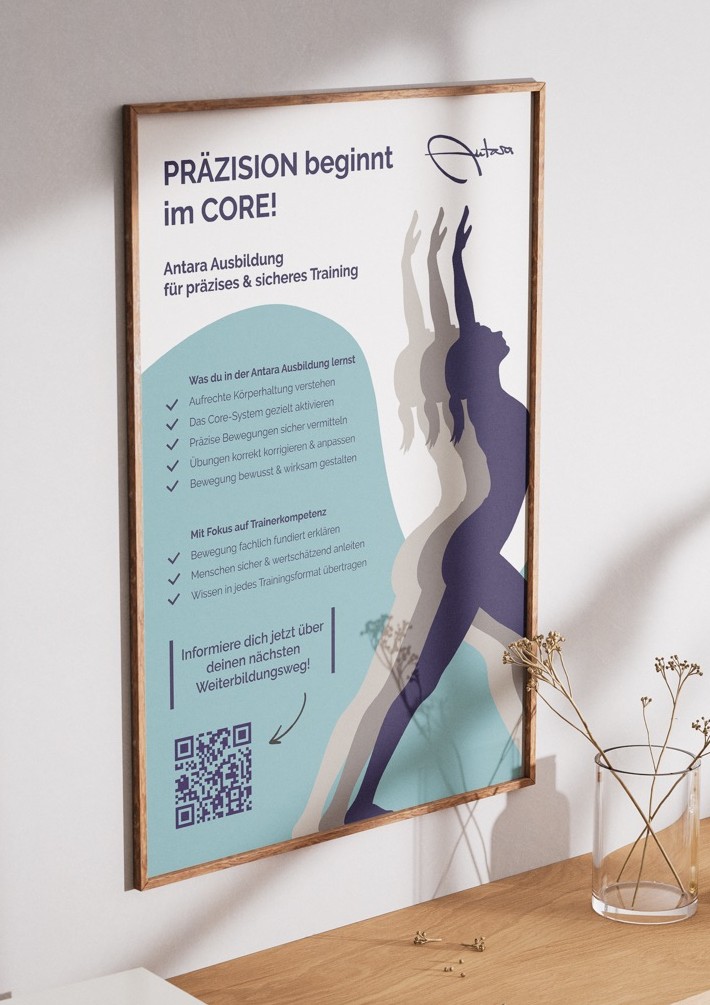 PRÄZISION beginnt
im CORE!
Antara
Antara Ausbildung
für präzises & sicheres Training
Was du in der Antara Ausbildung lernst
Aufrechte Körperhaltung verstehen
Das Core-System gezielt aktivieren
Präzise Bewegungen sicher vermitteln
Übungen korrekt korrigieren & anpassen
Bewegung bewusst & wirksam gestalten
Mit Fokus auf Trainerkompetenz
Bewegung fachlich fundiert erklären
Menschen sicher & wertschätzend anleiten
Wissen in jedes Trainingsformat übertragen
Informiere dich jetzt über
deinen nächsten
Weiterbildungsweg!